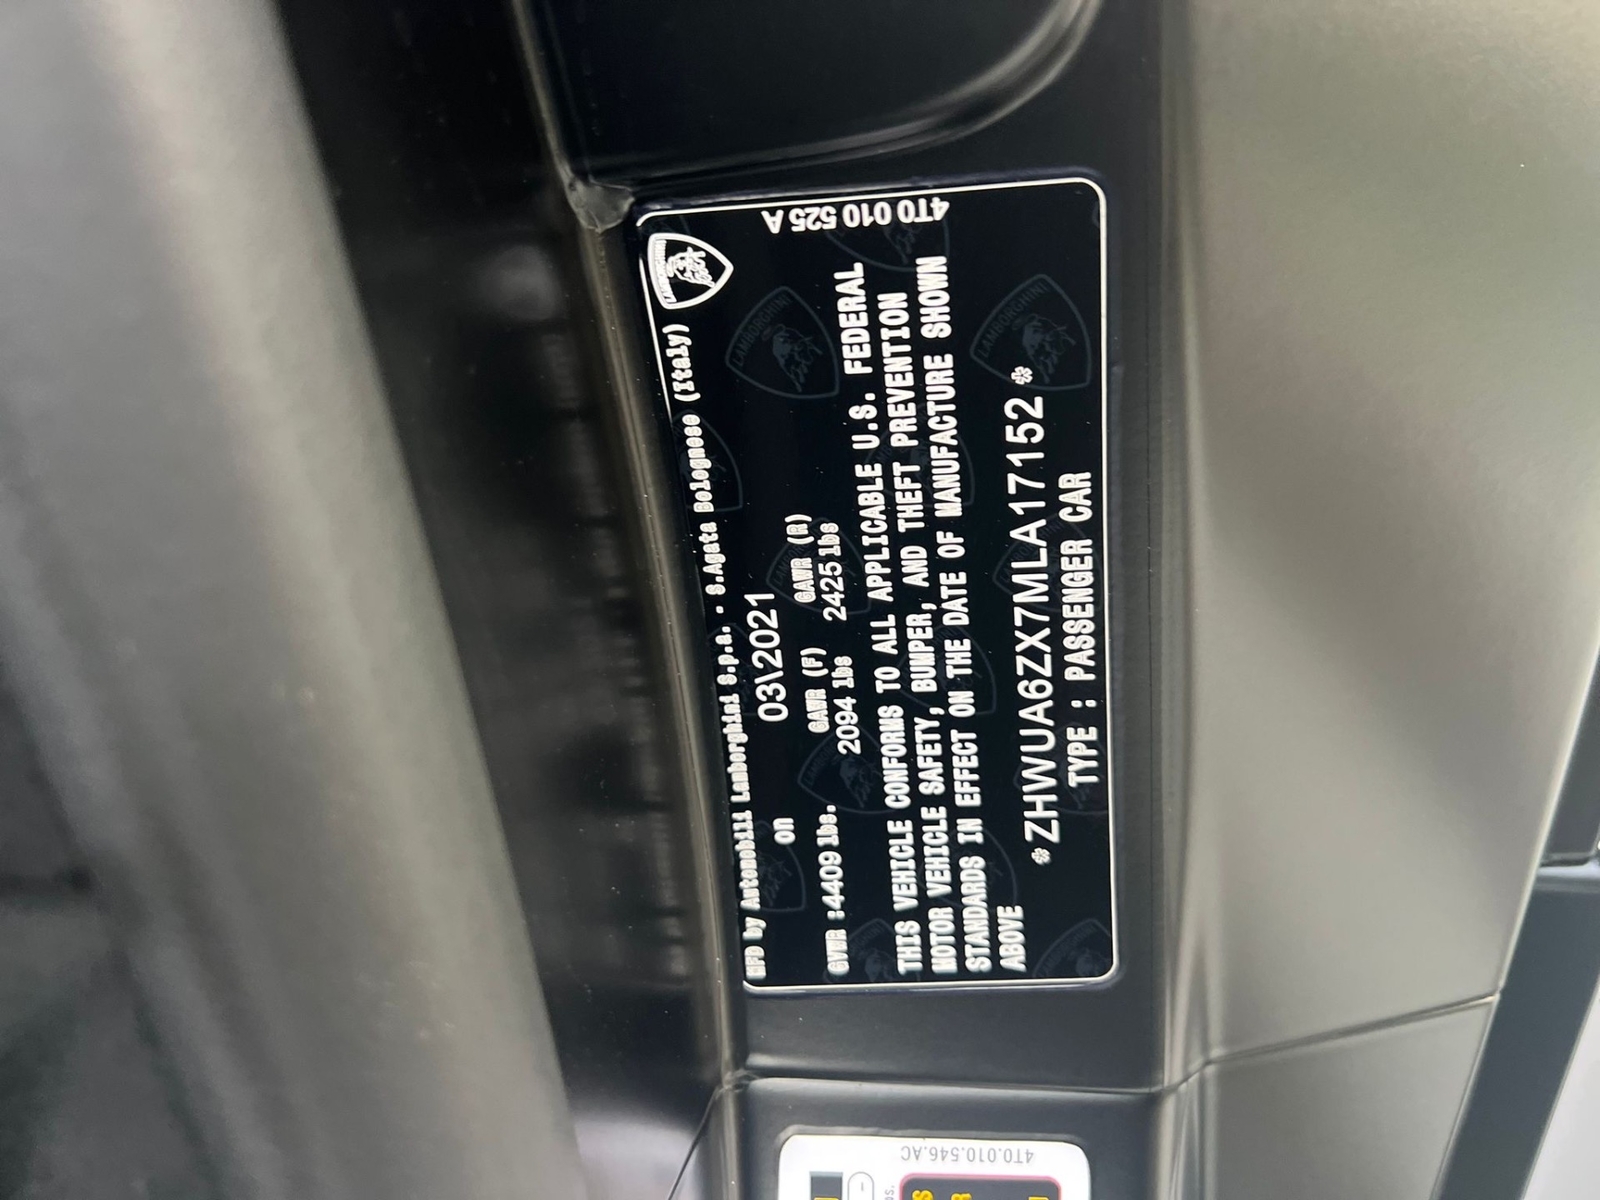 MFD by Automobili Lamborghini S.p.a. - S.Agata Bolognese (Italy)
LAMBORGHINI
4T0 010 525 A
on 03\2021
GAWR (F) GAWR (R)
GVWR :4409 lbs. 2094 lbs 2425 lbs
THIS VEHICLE CONFORMS TO ALL APPLICABLE U.S. FEDERAL
MOTOR VEHICLE SAFETY, BUMPER, AND THEFT PREVENTION
STANDARDS IN EFFECT ON THE DATE OF MANUFACTURE SHOWN
ABOVE
*ZHWUA6ZX7MLA17152*
TYPE : PASSENGER CAR
4T0.010.546.AC